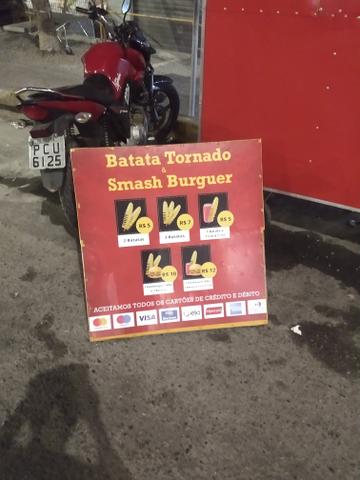 PCU
6125
Batata Tornado
&
Smash Burguer
R$ 5
R$ 7
R$ 5
2 Batatas
3 Batatas
R$ 10
R$ 12
ACEITAMOS TODOS OS CARTÕES DE CRÉDITO E DÉBITO
VISA
elo